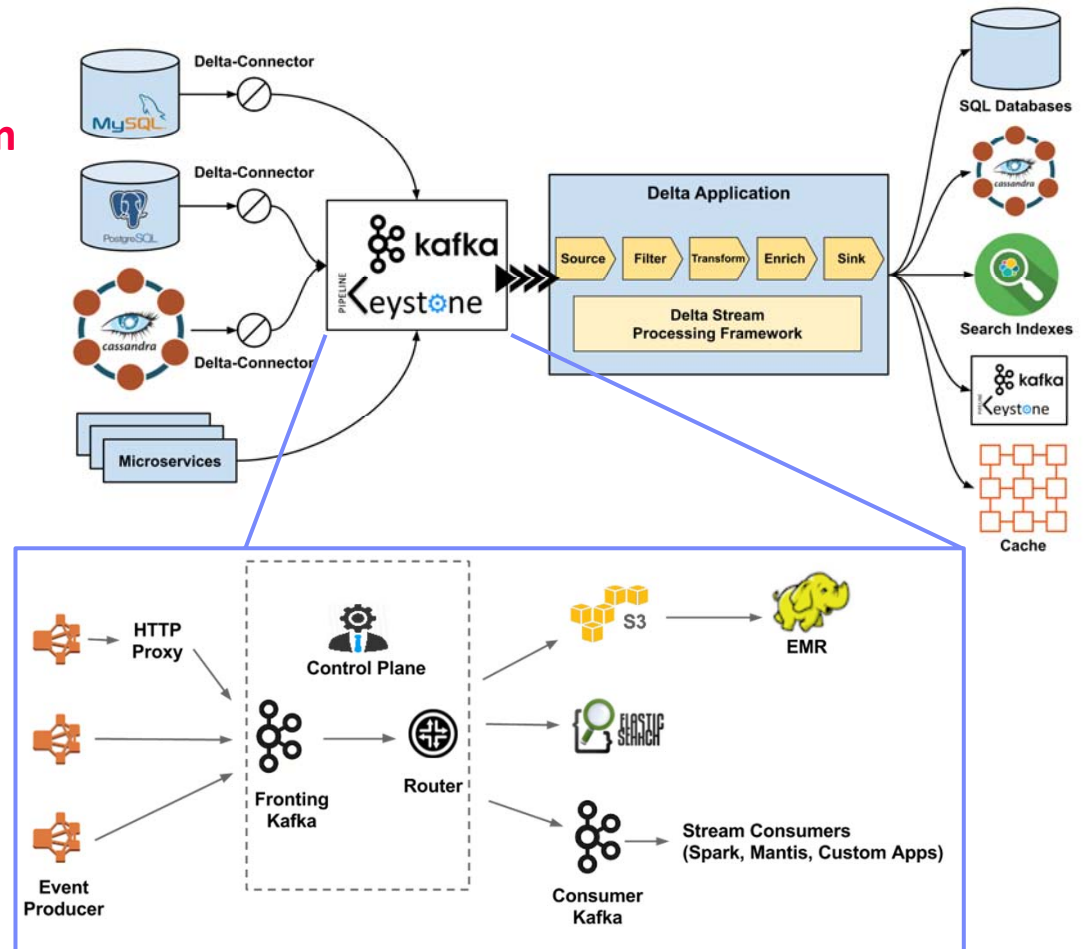 n
Delta-Connector
MySQL
Delta-Connector
PostgreSQL
cassandra
Delta-Connector
Microservices
kafka
PIPELINE
Keystone
Delta Application
Source
Filter
Transform
Enrich
Sink
Delta Stream
Processing Framework
SQL Databases
cassandra
Search Indexes
kafka
PIPELINE
Keystone
Cache
HTTP
Proxy
Event
Producer
Control Plane
Fronting
Kafka
Router
S3
EMR
ELASTIC
SEARCH
Consumer
Kafka
Stream Consumers
(Spark, Mantis, Custom Apps)